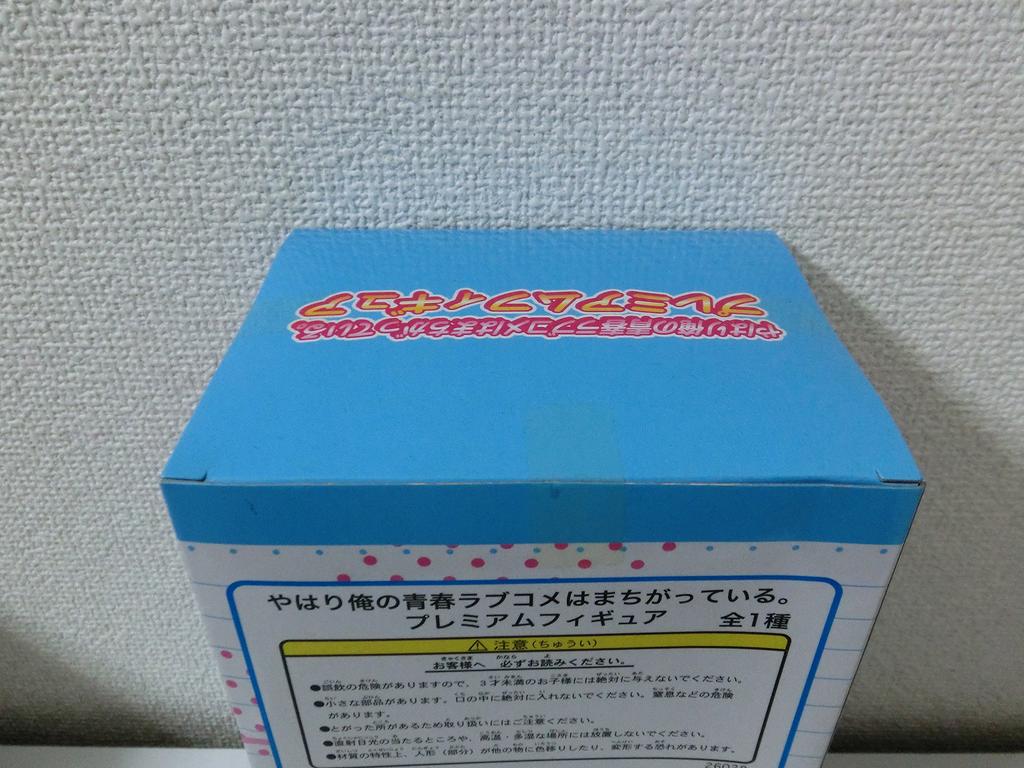 やはり俺の青春ラブコメはまちがっている。
プレミアムフィギュア
やはり俺の青春ラブコメはまちがっている。
プレミアムフィギュア 全1種
注意(ちゅうい)
お客様へ 必ずお読みください。
●誤飲の危険がありますので、3才未満のお子様には絶対に与えないでください。
●小さな部品があります。口の中に絶対に入れないでください。窒息などの危険
があります。
●とがった所があるため取り扱いにはご注意ください。
●直射日光の当たるところや、高温・多湿な場所には放置しないでください。
●材質の特性上、人形(部分)が他の物に色移りしたり、変形する恐れがあります。